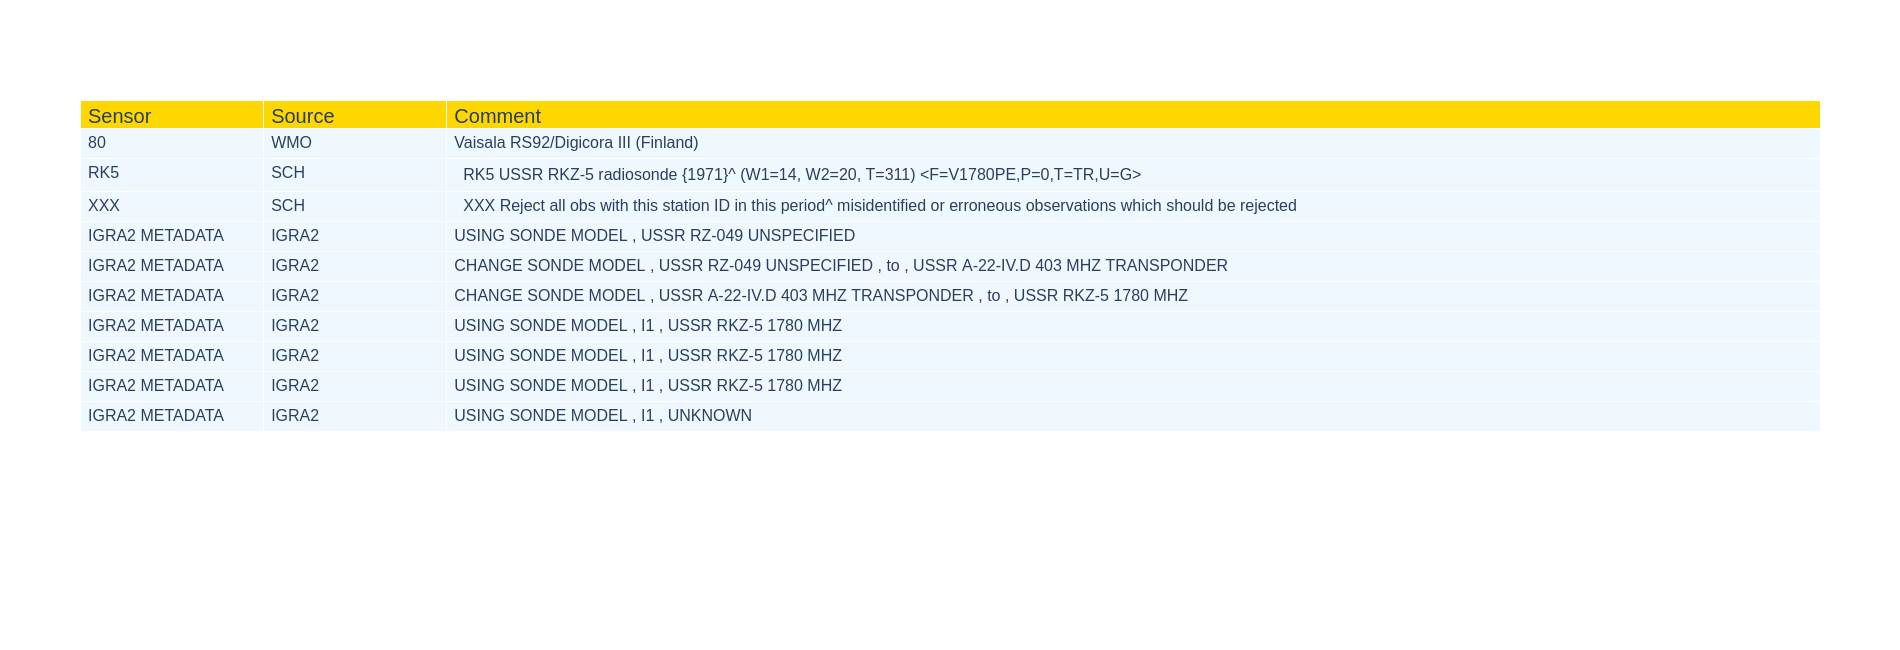 Sensor Source Comment
80 WMO Vaisala RS92/Digicora III (Finland)
RK5 SCH RK5 USSR RKZ-5 radiosonde {1971}^ (W1=14, W2=20, T=311) <F=V1780PE,P=0,T=TR,U=G>
XXX SCH XXX Reject all obs with this station ID in this period^ misidentified or erroneous observations which should be rejected
IGRA2 METADATA IGRA2 USING SONDE MODEL , USSR RZ-049 UNSPECIFIED
IGRA2 METADATA IGRA2 CHANGE SONDE MODEL , USSR RZ-049 UNSPECIFIED , to , USSR A-22-IV.D 403 MHZ TRANSPONDER
IGRA2 METADATA IGRA2 CHANGE SONDE MODEL , USSR A-22-IV.D 403 MHZ TRANSPONDER , to , USSR RKZ-5 1780 MHZ
IGRA2 METADATA IGRA2 USING SONDE MODEL , I1 , USSR RKZ-5 1780 MHZ
IGRA2 METADATA IGRA2 USING SONDE MODEL , I1 , USSR RKZ-5 1780 MHZ
IGRA2 METADATA IGRA2 USING SONDE MODEL , I1 , USSR RKZ-5 1780 MHZ
IGRA2 METADATA IGRA2 USING SONDE MODEL , I1 , UNKNOWN